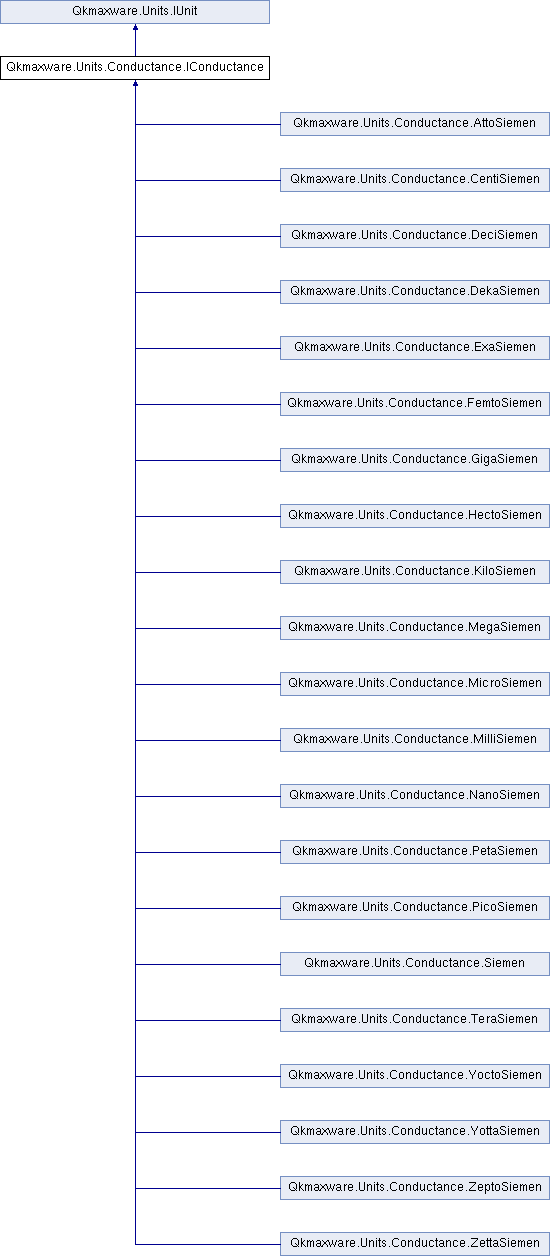 Qkmaxware.Units.IUnit
Qkmaxware.Units.Conductance.IConductance
Qkmaxware.Units.Conductance.AttoSiemen
Qkmaxware.Units.Conductance.CentiSiemen
Qkmaxware.Units.Conductance.DeciSiemen
Qkmaxware.Units.Conductance.DekaSiemen
Qkmaxware.Units.Conductance.ExaSiemen
Qkmaxware.Units.Conductance.FemtoSiemen
Qkmaxware.Units.Conductance.GigaSiemen
Qkmaxware.Units.Conductance.HectoSiemen
Qkmaxware.Units.Conductance.KiloSiemen
Qkmaxware.Units.Conductance.MegaSiemen
Qkmaxware.Units.Conductance.MicroSiemen
Qkmaxware.Units.Conductance.MilliSiemen
Qkmaxware.Units.Conductance.NanoSiemen
Qkmaxware.Units.Conductance.PetaSiemen
Qkmaxware.Units.Conductance.PicoSiemen
Qkmaxware.Units.Conductance.Siemen
Qkmaxware.Units.Conductance.TeraSiemen
Qkmaxware.Units.Conductance.YoctoSiemen
Qkmaxware.Units.Conductance.YottaSiemen
Qkmaxware.Units.Conductance.ZeptoSiemen
Qkmaxware.Units.Conductance.ZettaSiemen